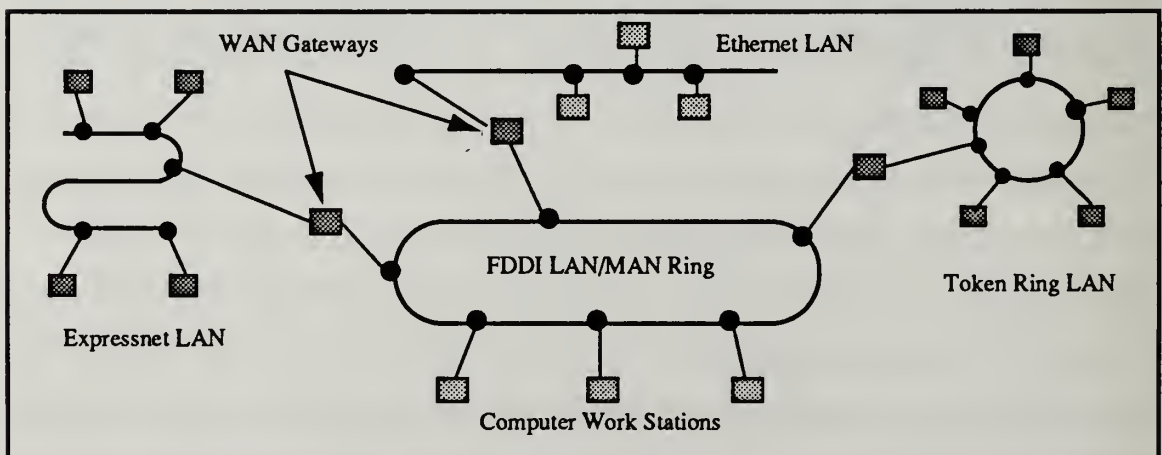 WAN Gateways
Ethernet LAN
FDDI LAN/MAN Ring
Token Ring LAN
Expressnet LAN
Computer Work Stations